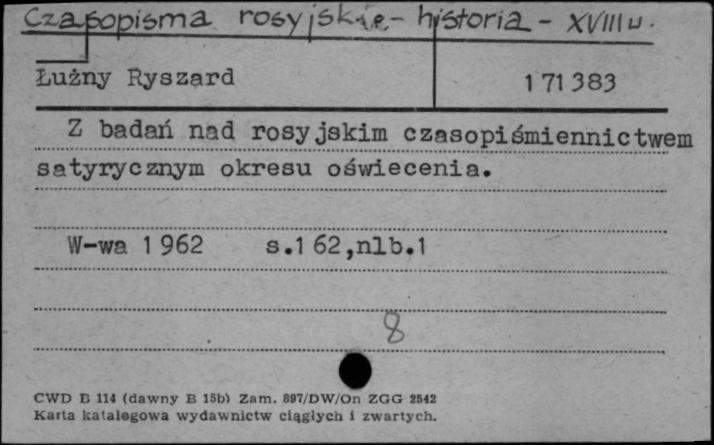 Czasopisma rosyjskie - historia - XVIII w.
Łużny Ryszard
171383
Z badań nad rosyjskim czasopiśmiennictwem
satyrycznym okresu oświecenia.
W-wa 1962 s.162,nlb.1
8
CWD B 114 (dawny B 15b) Zam. 897/DW/On ZGG 2542
Karta katalogowa wydawnictw ciągłych i zwartych.